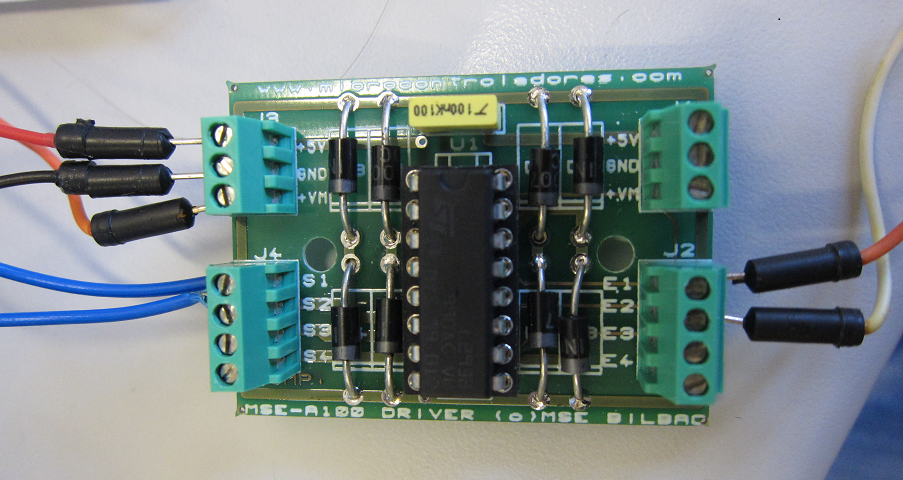 www.microcontroladores.com
J3
100nK100
+5V
GND
+VM
U1
+5V
GND
+VM
J4
J2
S1
S2
S3
S4
E1
E2
E3
E4
MSE-A100 DRIVER (c)MSE BILBAO